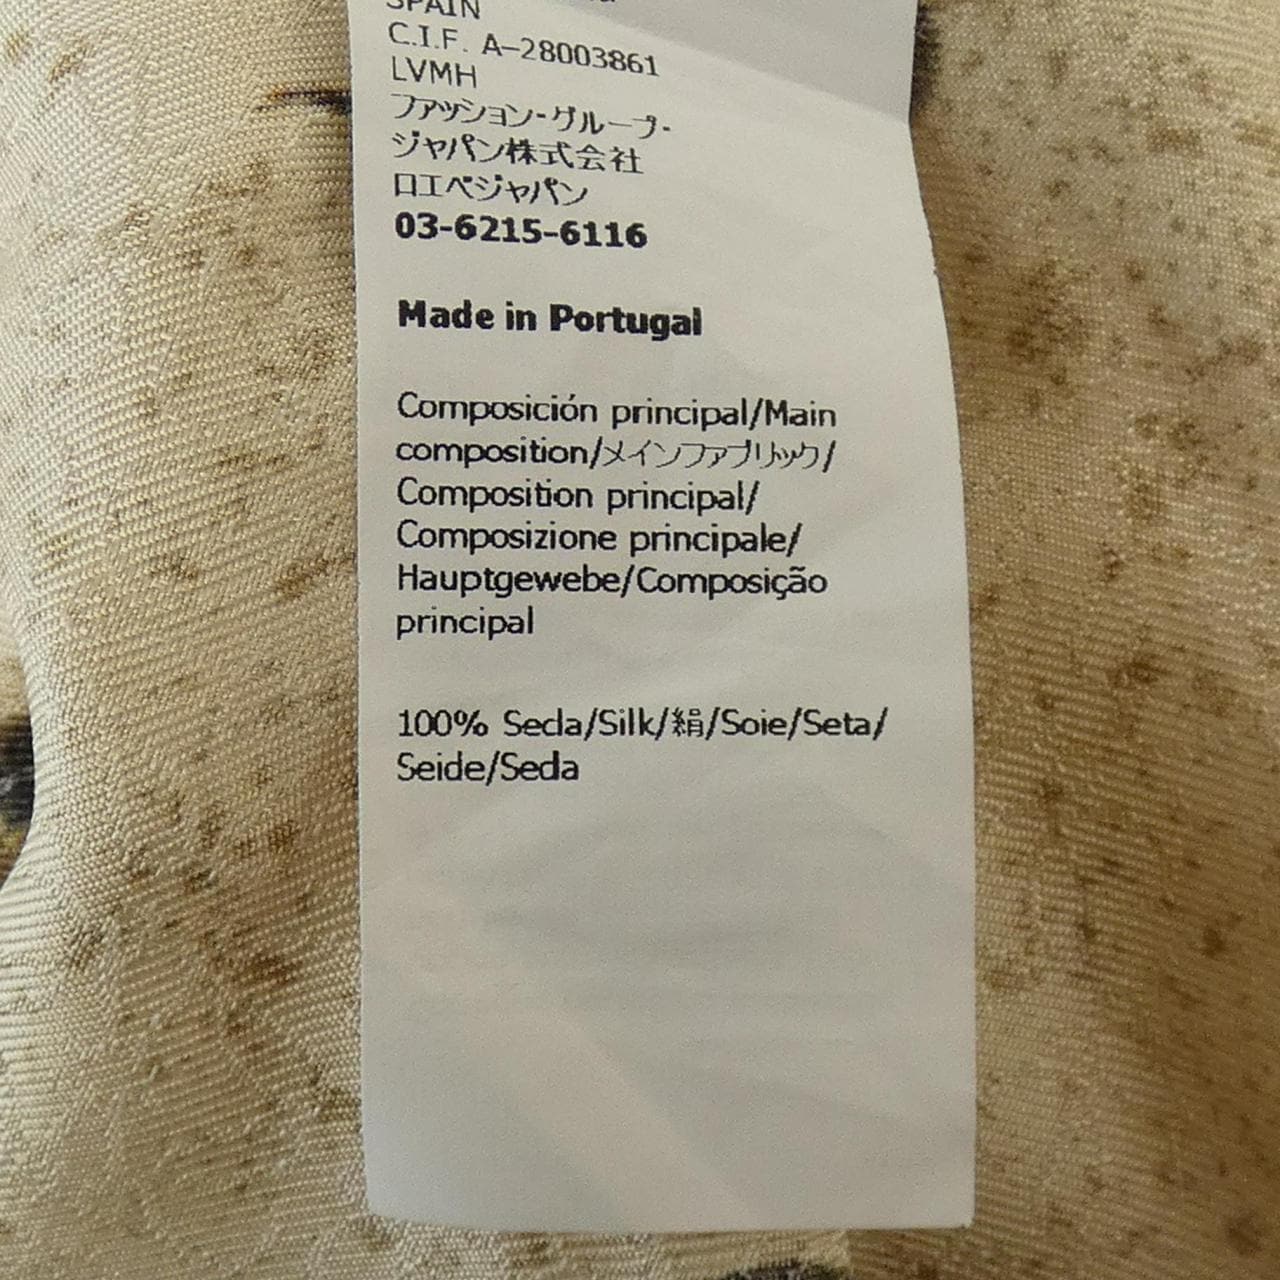 SPAIN
C.I.F. A-28003861
LVMH
ファッション・グループ・
ジャパン株式会社
ロエベジャパン
03-6215-6116
Made in Portugal
Composición principal/Main
composition/メインファブリック/
Composition principal/
Composizione principale/
Hauptgewebe/Composição
principal
100% Seda/Silk/絹/Soie/Seta/
Seide/Seda